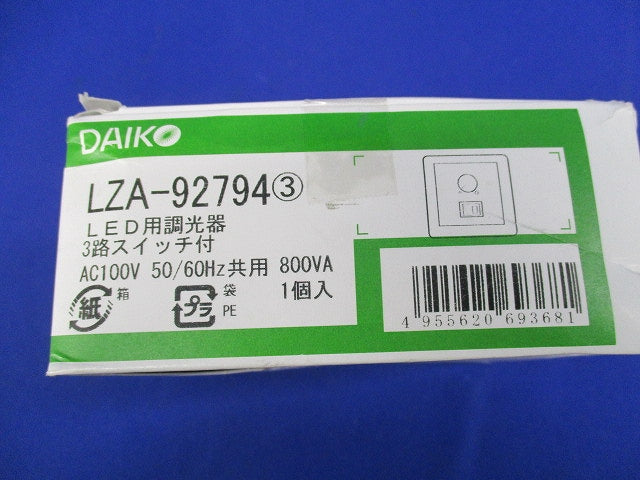 DAIKO
LZA-92794③
LED用調光器
3路スイッチ付
AC100V 50/60Hz共用 800VA
紙 箱 プラ 袋 PE 1個入
4 955620 693681